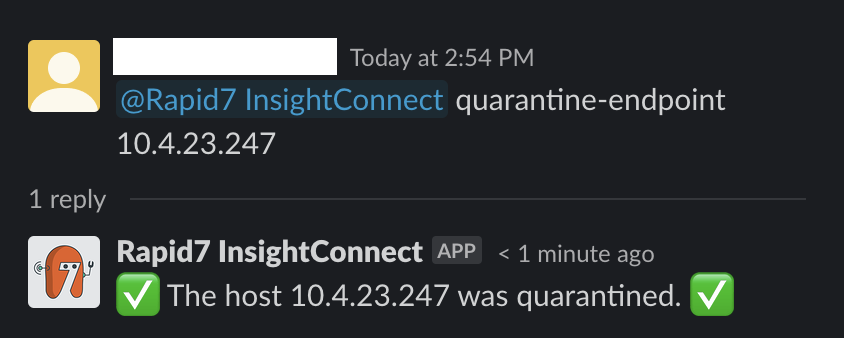 Today at 2:54 PM
@Rapid7 InsightConnect quarantine-endpoint
10.4.23.247
1 reply
Rapid7 InsightConnect APP < 1 minute ago
✅ The host 10.4.23.247 was quarantined. ✅